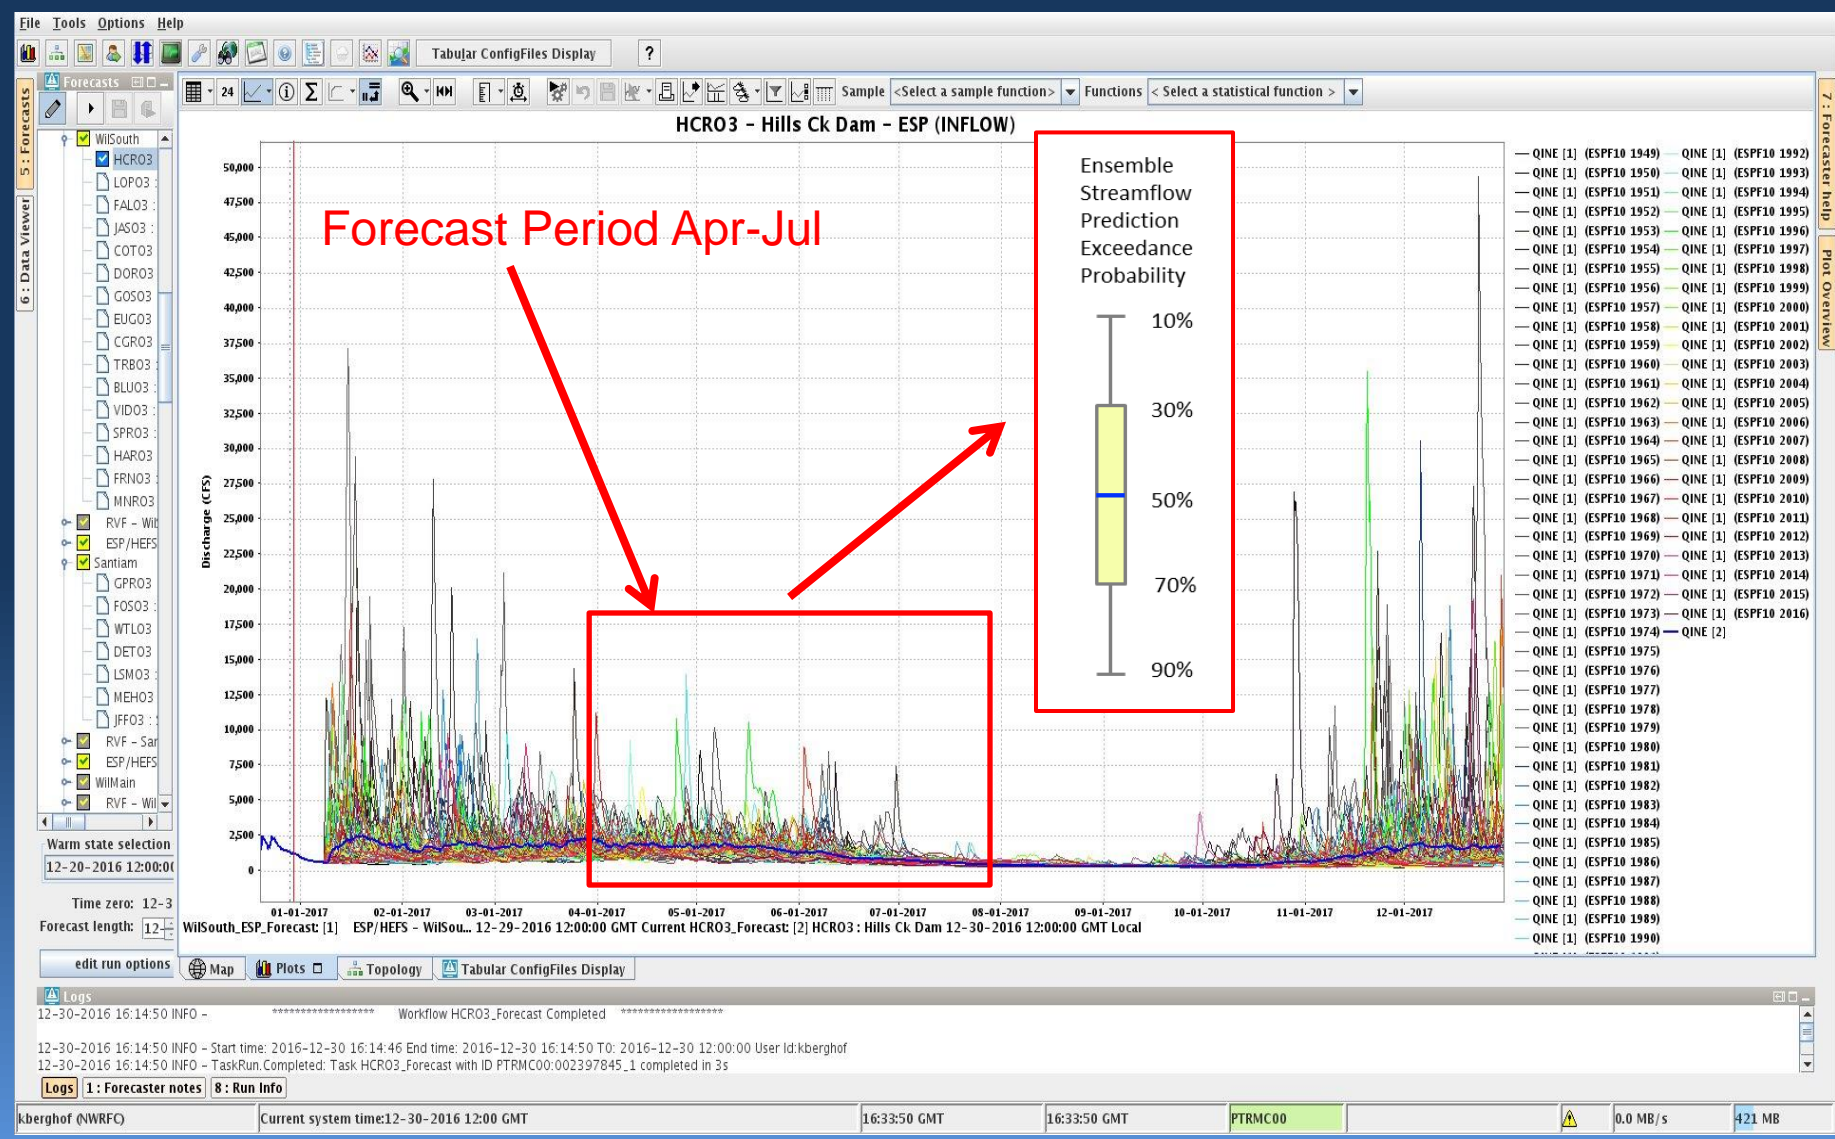 File Tools Options Help
Tabular ConfigFiles Display ?
5 : Forecasts
6 : Data Viewer
Forecasts
WilSouth
HCRO3
LOPO3 :
FALO3 :
JASO3 :
COTO3
DORO3
GOSO3
EUGO3
CGRO3
TRBO3 :
BLUO3 :
VIDO3 :
SPRO3 :
HARO3
FRNO3 :
MNRO3
RVF - Wil
ESP/HEFS
Santiam
GPRO3
FOSO3 :
WTLO3
DETO3
LSMO3 :
MEHO3
JFFO3 :
RVF - Sar
ESP/HEFS
WilMain
RVF - Wil
Warm state selection
12-20-2016 12:00:00
Time zero: 12-3
Forecast length: 12-
edit run options
24 Sample <Select a sample function> Functions < Select a statistical function >
HCRO3 - Hills Ck Dam - ESP (INFLOW)
Discharge (CFS)
50,000
47,500
45,000
42,500
40,000
37,500
35,000
32,500
30,000
27,500
25,000
22,500
20,000
17,500
15,000
12,500
10,000
7,500
5,000
2,500
0
Forecast Period Apr-Jul
Ensemble
Streamflow
Prediction
Exceedance
Probability
10%
30%
50%
70%
90%
01-01-2017 02-01-2017 03-01-2017 04-01-2017 05-01-2017 06-01-2017 07-01-2017 08-01-2017 09-01-2017 10-01-2017 11-01-2017 12-01-2017
WilSouth_ESP_Forecast: [1] ESP/HEFS - WilSou... 12-29-2016 12:00:00 GMT Current HCRO3_Forecast: [2] HCRO3 : Hills Ck Dam 12-30-2016 12:00:00 GMT Local
QINE [1] (ESPF10 1949) QINE [1] (ESPF10 1992)
QINE [1] (ESPF10 1950) QINE [1] (ESPF10 1993)
QINE [1] (ESPF10 1951) QINE [1] (ESPF10 1994)
QINE [1] (ESPF10 1952) QINE [1] (ESPF10 1995)
QINE [1] (ESPF10 1953) QINE [1] (ESPF10 1996)
QINE [1] (ESPF10 1954) QINE [1] (ESPF10 1997)
QINE [1] (ESPF10 1955) QINE [1] (ESPF10 1998)
QINE [1] (ESPF10 1956) QINE [1] (ESPF10 1999)
QINE [1] (ESPF10 1957) QINE [1] (ESPF10 2000)
QINE [1] (ESPF10 1958) QINE [1] (ESPF10 2001)
QINE [1] (ESPF10 1959) QINE [1] (ESPF10 2002)
QINE [1] (ESPF10 1960) QINE [1] (ESPF10 2003)
QINE [1] (ESPF10 1961) QINE [1] (ESPF10 2004)
QINE [1] (ESPF10 1962) QINE [1] (ESPF10 2005)
QINE [1] (ESPF10 1963) QINE [1] (ESPF10 2006)
QINE [1] (ESPF10 1964) QINE [1] (ESPF10 2007)
QINE [1] (ESPF10 1965) QINE [1] (ESPF10 2008)
QINE [1] (ESPF10 1966) QINE [1] (ESPF10 2009)
QINE [1] (ESPF10 1967) QINE [1] (ESPF10 2010)
QINE [1] (ESPF10 1968) QINE [1] (ESPF10 2011)
QINE [1] (ESPF10 1969) QINE [1] (ESPF10 2012)
QINE [1] (ESPF10 1970) QINE [1] (ESPF10 2013)
QINE [1] (ESPF10 1971) QINE [1] (ESPF10 2014)
QINE [1] (ESPF10 1972) QINE [1] (ESPF10 2015)
QINE [1] (ESPF10 1973) QINE [1] (ESPF10 2016)
QINE [1] (ESPF10 1974) QINE [2]
QINE [1] (ESPF10 1975)
QINE [1] (ESPF10 1976)
QINE [1] (ESPF10 1977)
QINE [1] (ESPF10 1978)
QINE [1] (ESPF10 1979)
QINE [1] (ESPF10 1980)
QINE [1] (ESPF10 1981)
QINE [1] (ESPF10 1982)
QINE [1] (ESPF10 1983)
QINE [1] (ESPF10 1984)
QINE [1] (ESPF10 1985)
QINE [1] (ESPF10 1986)
QINE [1] (ESPF10 1987)
QINE [1] (ESPF10 1988)
QINE [1] (ESPF10 1989)
QINE [1] (ESPF10 1990)
7 : Forecaster help
Plot Overview
Map Plots Topology Tabular ConfigFiles Display
Logs
12-30-2016 16:14:50 INFO - ****************** Workflow HCRO3_Forecast Completed ******************
12-30-2016 16:14:50 INFO - Start time: 2016-12-30 16:14:46 End time: 2016-12-30 16:14:50 T0: 2016-12-30 12:00:00 User Id:kberghof
12-30-2016 16:14:50 INFO - TaskRun.Completed: Task HCRO3_Forecast with ID PTRMC00:002397845_1 completed in 3s
Logs 1 : Forecaster notes 8 : Run Info
kberghof (NWRFC) Current system time:12-30-2016 12:00 GMT 16:33:50 GMT 16:33:50 GMT PTRMC00 0.0 MB/s 421 MB